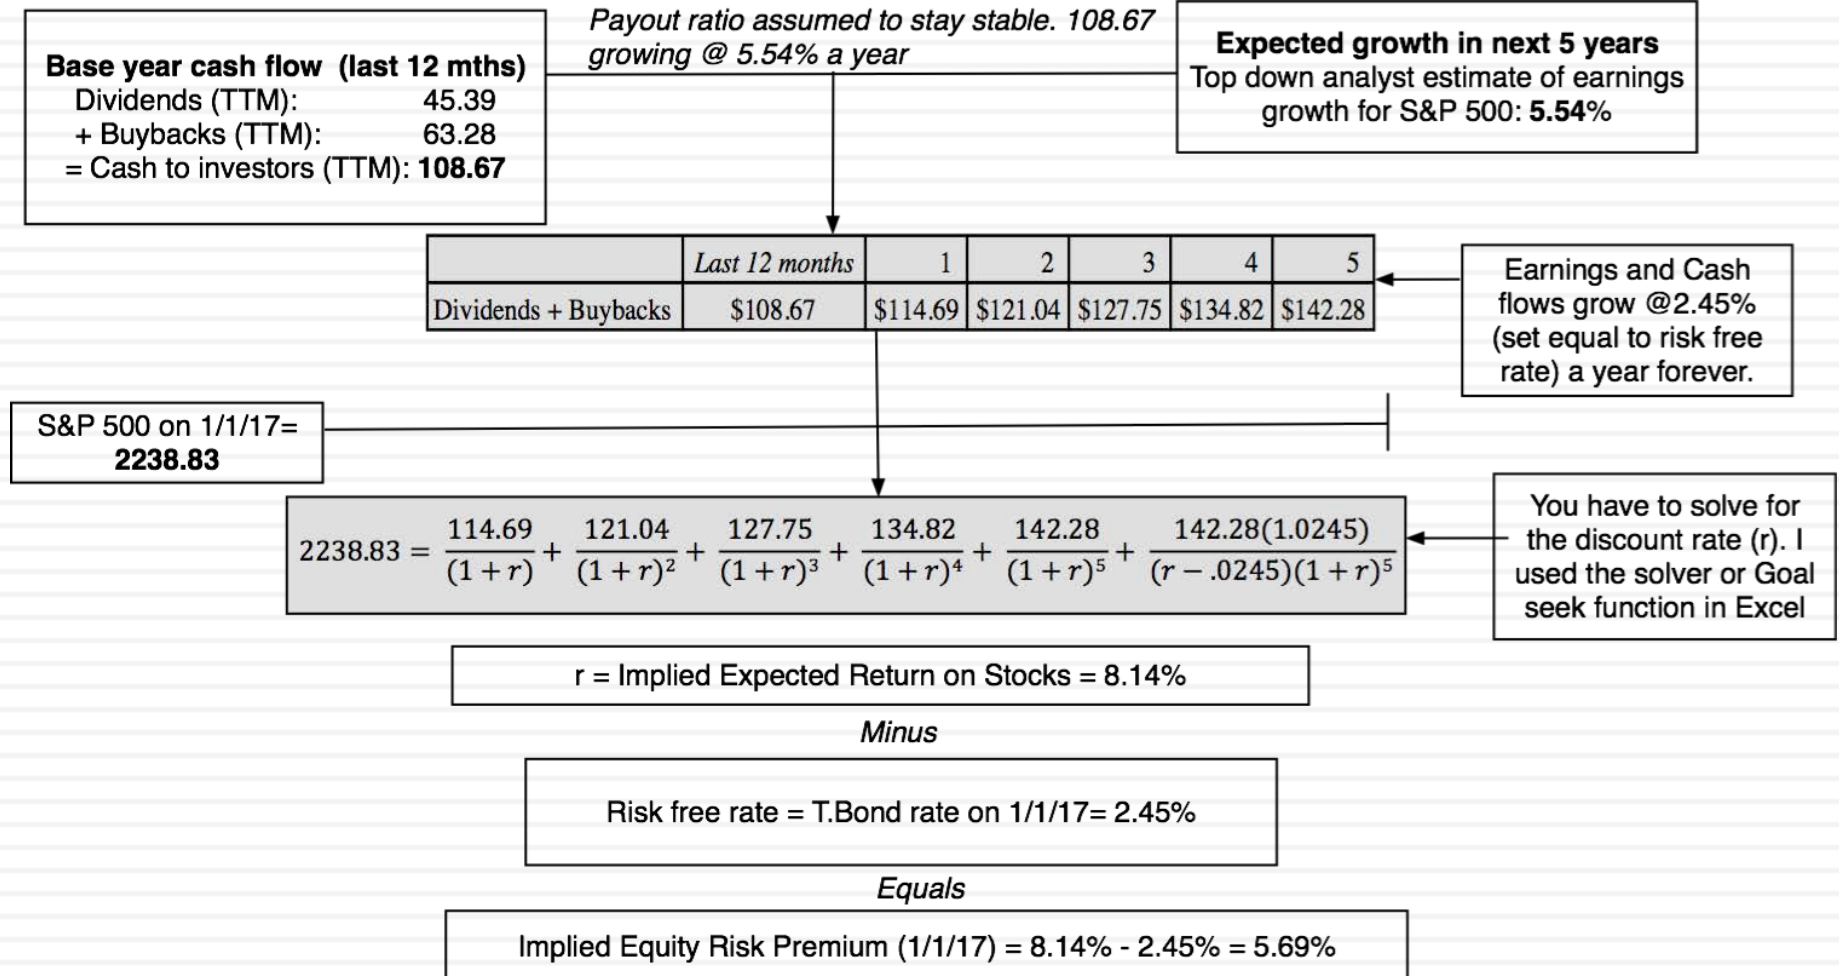 Payout ratio assumed to stay stable. 108.67
growing @ 5.54% a year
Base year cash flow (last 12 mths)
Dividends (TTM): 45.39
+ Buybacks (TTM): 63.28
= Cash to investors (TTM): 108.67
Expected growth in next 5 years
Top down analyst estimate of earnings
growth for S&P 500: 5.54%
Last 12 months 1 2 3 4 5
Dividends + Buybacks $108.67 $114.69 $121.04 $127.75 $134.82 $142.28
Earnings and Cash
flows grow @2.45%
(set equal to risk free
rate) a year forever.
S&P 500 on 1/1/17=
2238.83
2238.83 = 114.69/(1+r) + 121.04/(1+r)² + 127.75/(1+r)³ + 134.82/(1+r)⁴ + 142.28/(1+r)⁵ + 142.28(1.0245)/(r−.0245)(1+r)⁵
You have to solve for
the discount rate (r). I
used the solver or Goal
seek function in Excel
r = Implied Expected Return on Stocks = 8.14%
Minus
Risk free rate = T.Bond rate on 1/1/17= 2.45%
Equals
Implied Equity Risk Premium (1/1/17) = 8.14% - 2.45% = 5.69%